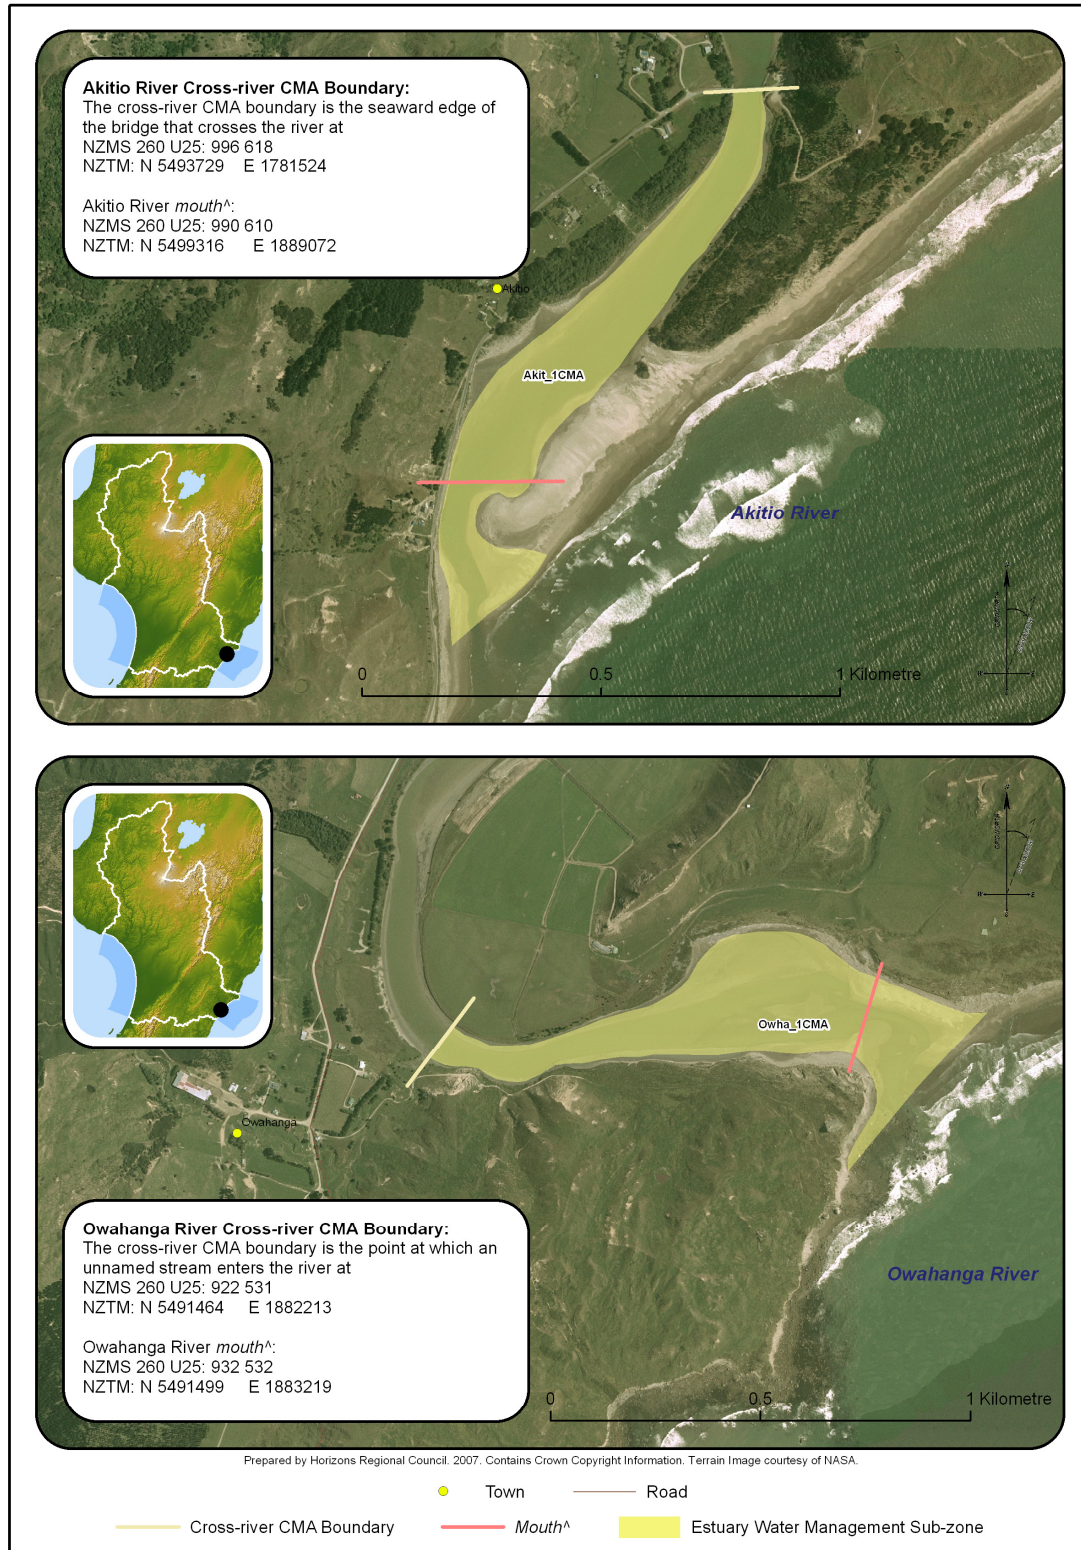 Akitio River Cross-river CMA Boundary:
The cross-river CMA boundary is the seaward edge of
the bridge that crosses the river at
NZMS 260 U25: 996 618
NZTM: N 5493729 E 1781524
Akitio River mouth^:
NZMS 260 U25: 990 610
NZTM: N 5499316 E 1889072
Akitio
Akit_1CMA
Akitio River
0 0.5 1 Kilometre
Owha_1CMA
Owahanga
Owahanga River Cross-river CMA Boundary:
The cross-river CMA boundary is the point at which an
unnamed stream enters the river at
NZMS 260 U25: 922 531
NZTM: N 5491464 E 1882213
Owahanga River mouth^:
NZMS 260 U25: 932 532
NZTM: N 5491499 E 1883219
Owahanga River
0 0.5 1 Kilometre
Prepared by Horizons Regional Council. 2007. Contains Crown Copyright Information. Terrain Image courtesy of NASA.
Town Road
Cross-river CMA Boundary Mouth^ Estuary Water Management Sub-zone